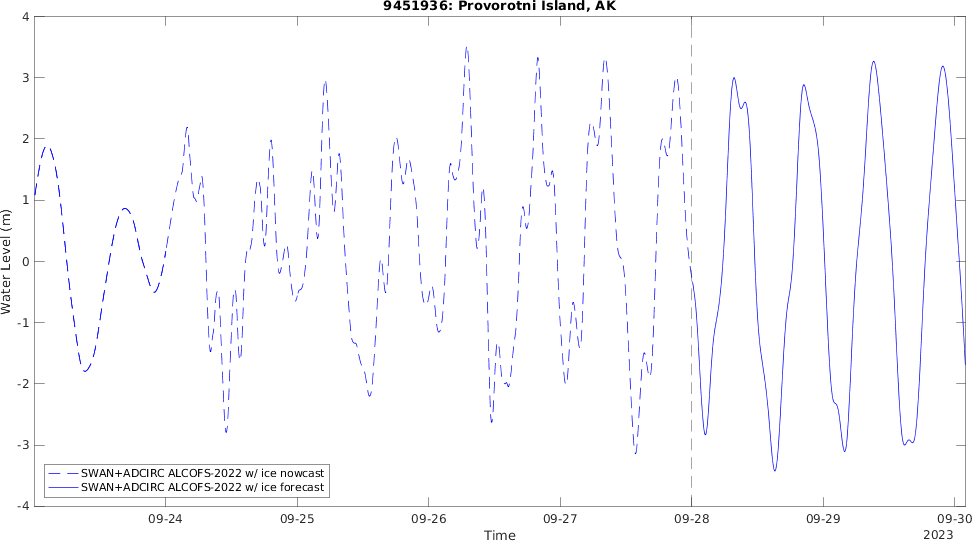 9451936: Provorotni Island, AK
4
3
2
1
0
-1
-2
-3
-4
Water Level (m)
SWAN+ADCIRC ALCOFS-2022 w/ ice nowcast
SWAN+ADCIRC ALCOFS-2022 w/ ice forecast
09-24 09-25 09-26 09-27 09-28 09-29 09-30
Time
2023